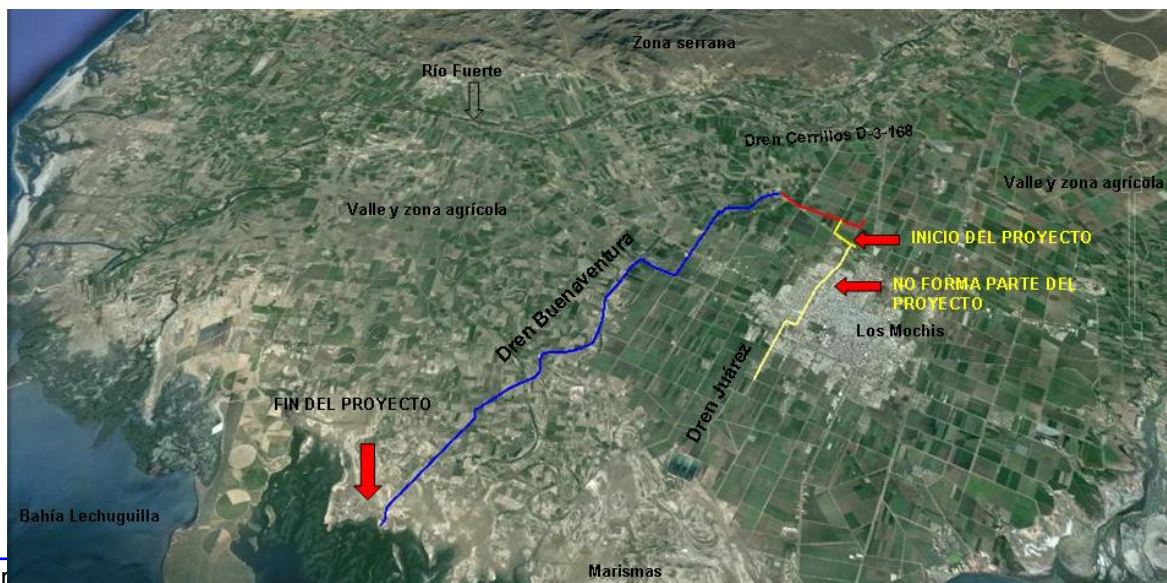 Zona serrana
Río Fuerte
Dren Cerrillos D-3-168
Valle y zona agrícola
Valle y zona agrícola
INICIO DEL PROYECTO
Dren Buenaventura
NO FORMA PARTE DEL
PROYECTO
Los Mochis
Dren Juárez
FIN DEL PROYECTO
Bahía Lechuguilla
Marismas